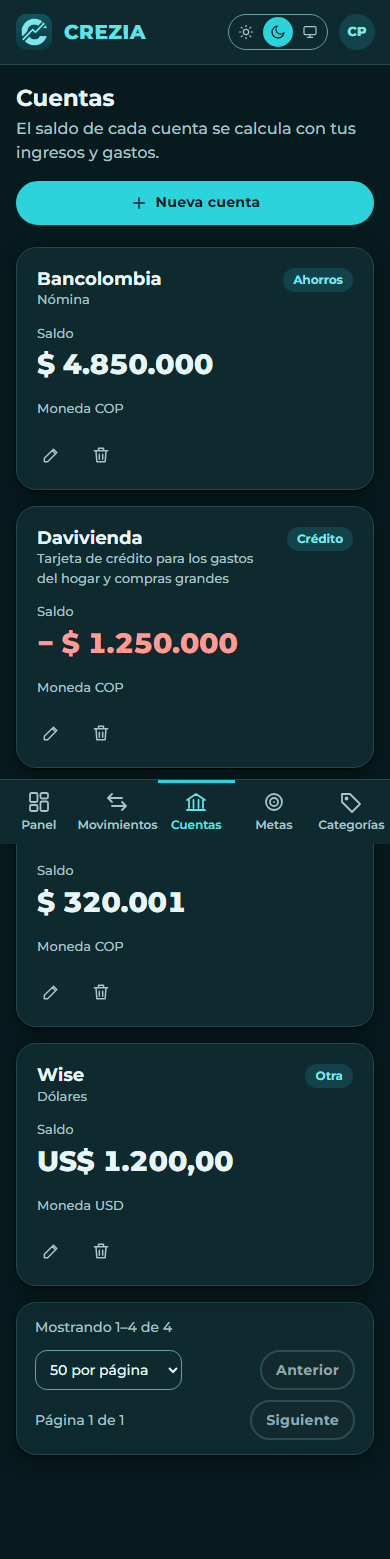 CREZIA
CP
Cuentas
El saldo de cada cuenta se calcula con tus
ingresos y gastos.
+ Nueva cuenta
Bancolombia
Ahorros
Nómina
Saldo
$ 4.850.000
Moneda COP
Davivienda
Crédito
Tarjeta de crédito para los gastos
del hogar y compras grandes
Saldo
− $ 1.250.000
Moneda COP
Panel
Movimientos
Cuentas
Metas
Categorías
Saldo
$ 320.001
Moneda COP
Wise
Otra
Dólares
Saldo
US$ 1.200,00
Moneda USD
Mostrando 1–4 de 4
50 por página
Anterior
Página 1 de 1
Siguiente